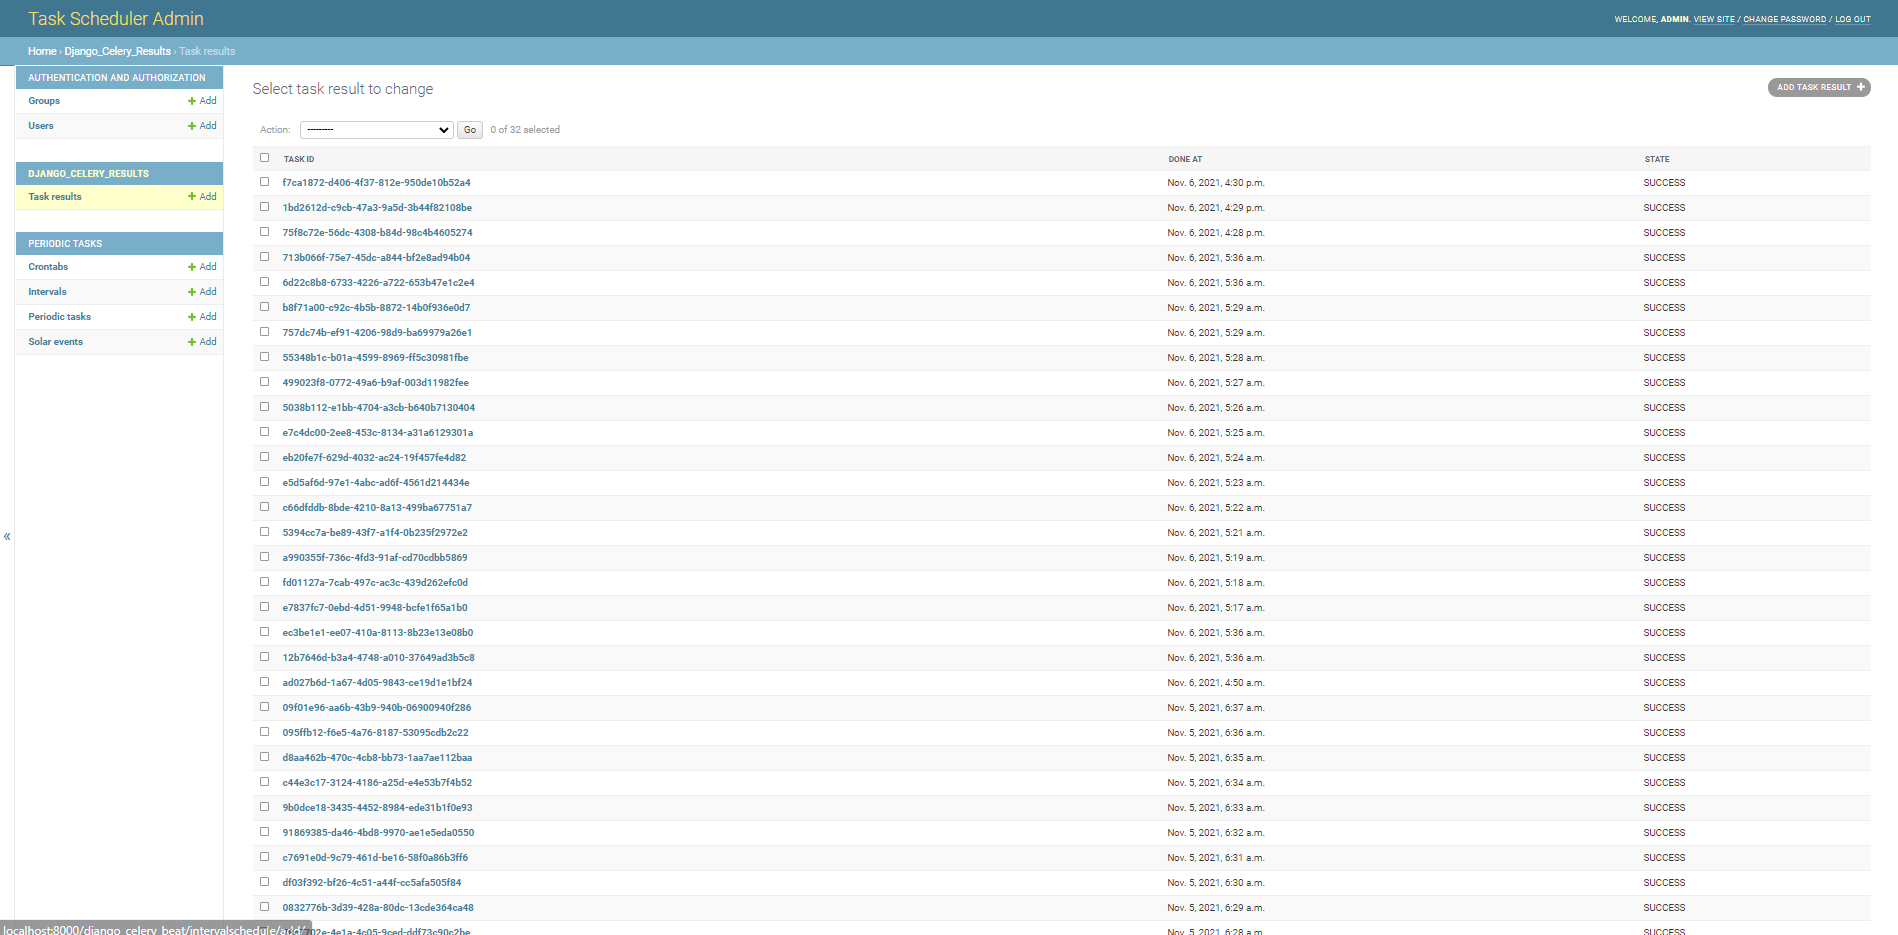 Task Scheduler Admin
WELCOME, ADMIN. VIEW SITE / CHANGE PASSWORD / LOG OUT
Home › Django_Celery_Results › Task results
AUTHENTICATION AND AUTHORIZATION
Groups + Add
Users + Add
DJANGO_CELERY_RESULTS
Task results + Add
PERIODIC TASKS
Crontabs + Add
Intervals + Add
Periodic tasks + Add
Solar events + Add
«
Select task result to change
ADD TASK RESULT +
Action: --------- Go 0 of 32 selected
TASK ID DONE AT STATE
f7ca1872-d406-4f37-812e-950de10b52a4 Nov. 6, 2021, 4:30 p.m. SUCCESS
1bd2612d-c9cb-47a3-9a5d-3b44f82108be Nov. 6, 2021, 4:29 p.m. SUCCESS
75f8c72e-56dc-4308-b84d-98c4b4605274 Nov. 6, 2021, 4:28 p.m. SUCCESS
713b066f-75e7-45dc-a844-bf2e8ad94b04 Nov. 6, 2021, 5:36 a.m. SUCCESS
6d22c8b8-6733-4226-a722-653b47e1c2e4 Nov. 6, 2021, 5:36 a.m. SUCCESS
b8f71a00-c92c-4b5b-8872-14b0f936e0d7 Nov. 6, 2021, 5:29 a.m. SUCCESS
757dc74b-ef91-4206-98d9-ba69979a26e1 Nov. 6, 2021, 5:29 a.m. SUCCESS
55348b1c-b01a-4599-8969-ff5c30981fbe Nov. 6, 2021, 5:28 a.m. SUCCESS
499023f8-0772-49a6-b9af-003d11982fee Nov. 6, 2021, 5:27 a.m. SUCCESS
5038b112-e1bb-4704-a3cb-b640b7130404 Nov. 6, 2021, 5:26 a.m. SUCCESS
e7c4dc00-2ee8-453c-8134-a31a6129301a Nov. 6, 2021, 5:25 a.m. SUCCESS
eb20fe7f-629d-4032-ac24-19f457fe4d82 Nov. 6, 2021, 5:24 a.m. SUCCESS
e5d5af6d-97e1-4abc-ad6f-4561d214434e Nov. 6, 2021, 5:23 a.m. SUCCESS
c66dfddb-8bde-4210-8a13-499ba67751a7 Nov. 6, 2021, 5:22 a.m. SUCCESS
5394cc7a-be89-43f7-a1f4-0b235f2972e2 Nov. 6, 2021, 5:21 a.m. SUCCESS
a990355f-736c-4fd3-91af-cd70cdbb5869 Nov. 6, 2021, 5:19 a.m. SUCCESS
fd01127a-7cab-497c-ac3c-439d262efc0d Nov. 6, 2021, 5:18 a.m. SUCCESS
e7837fc7-0ebd-4d51-9948-bcfe1f65a1b0 Nov. 6, 2021, 5:17 a.m. SUCCESS
ec3be1e1-ee07-410a-8113-8b23e13e08b0 Nov. 6, 2021, 5:36 a.m. SUCCESS
12b7646d-b3a4-4748-a010-37649ad3b5c8 Nov. 6, 2021, 5:36 a.m. SUCCESS
ad027b6d-1a67-4d05-9843-ce19d1e1bf24 Nov. 6, 2021, 4:50 a.m. SUCCESS
09f01e96-aa6b-43b9-940b-06900940f286 Nov. 5, 2021, 6:37 a.m. SUCCESS
095ffb12-f6e5-4a76-8187-53095cdb2c22 Nov. 5, 2021, 6:36 a.m. SUCCESS
d8aa462b-470c-4cb8-bb73-1aa7ae112baa Nov. 5, 2021, 6:35 a.m. SUCCESS
c44e3c17-3124-4186-a25d-e4e53b7f4b52 Nov. 5, 2021, 6:34 a.m. SUCCESS
9b0dce18-3435-4452-8984-ede31b1f0e93 Nov. 5, 2021, 6:33 a.m. SUCCESS
91869385-da46-4bd8-9970-ae1e5eda0550 Nov. 5, 2021, 6:32 a.m. SUCCESS
c7691e0d-9c79-461d-be16-58f0a86b3ff6 Nov. 5, 2021, 6:31 a.m. SUCCESS
df03f392-bf26-4c51-a44f-cc5afa505f84 Nov. 5, 2021, 6:30 a.m. SUCCESS
0832776b-3d39-428a-80dc-13cde364ca48 Nov. 5, 2021, 6:29 a.m. SUCCESS
Nov. 5, 2021, 6:28 a.m. SUCCESS
localhost:8000/django_celery_beat/intervalschedule/add/